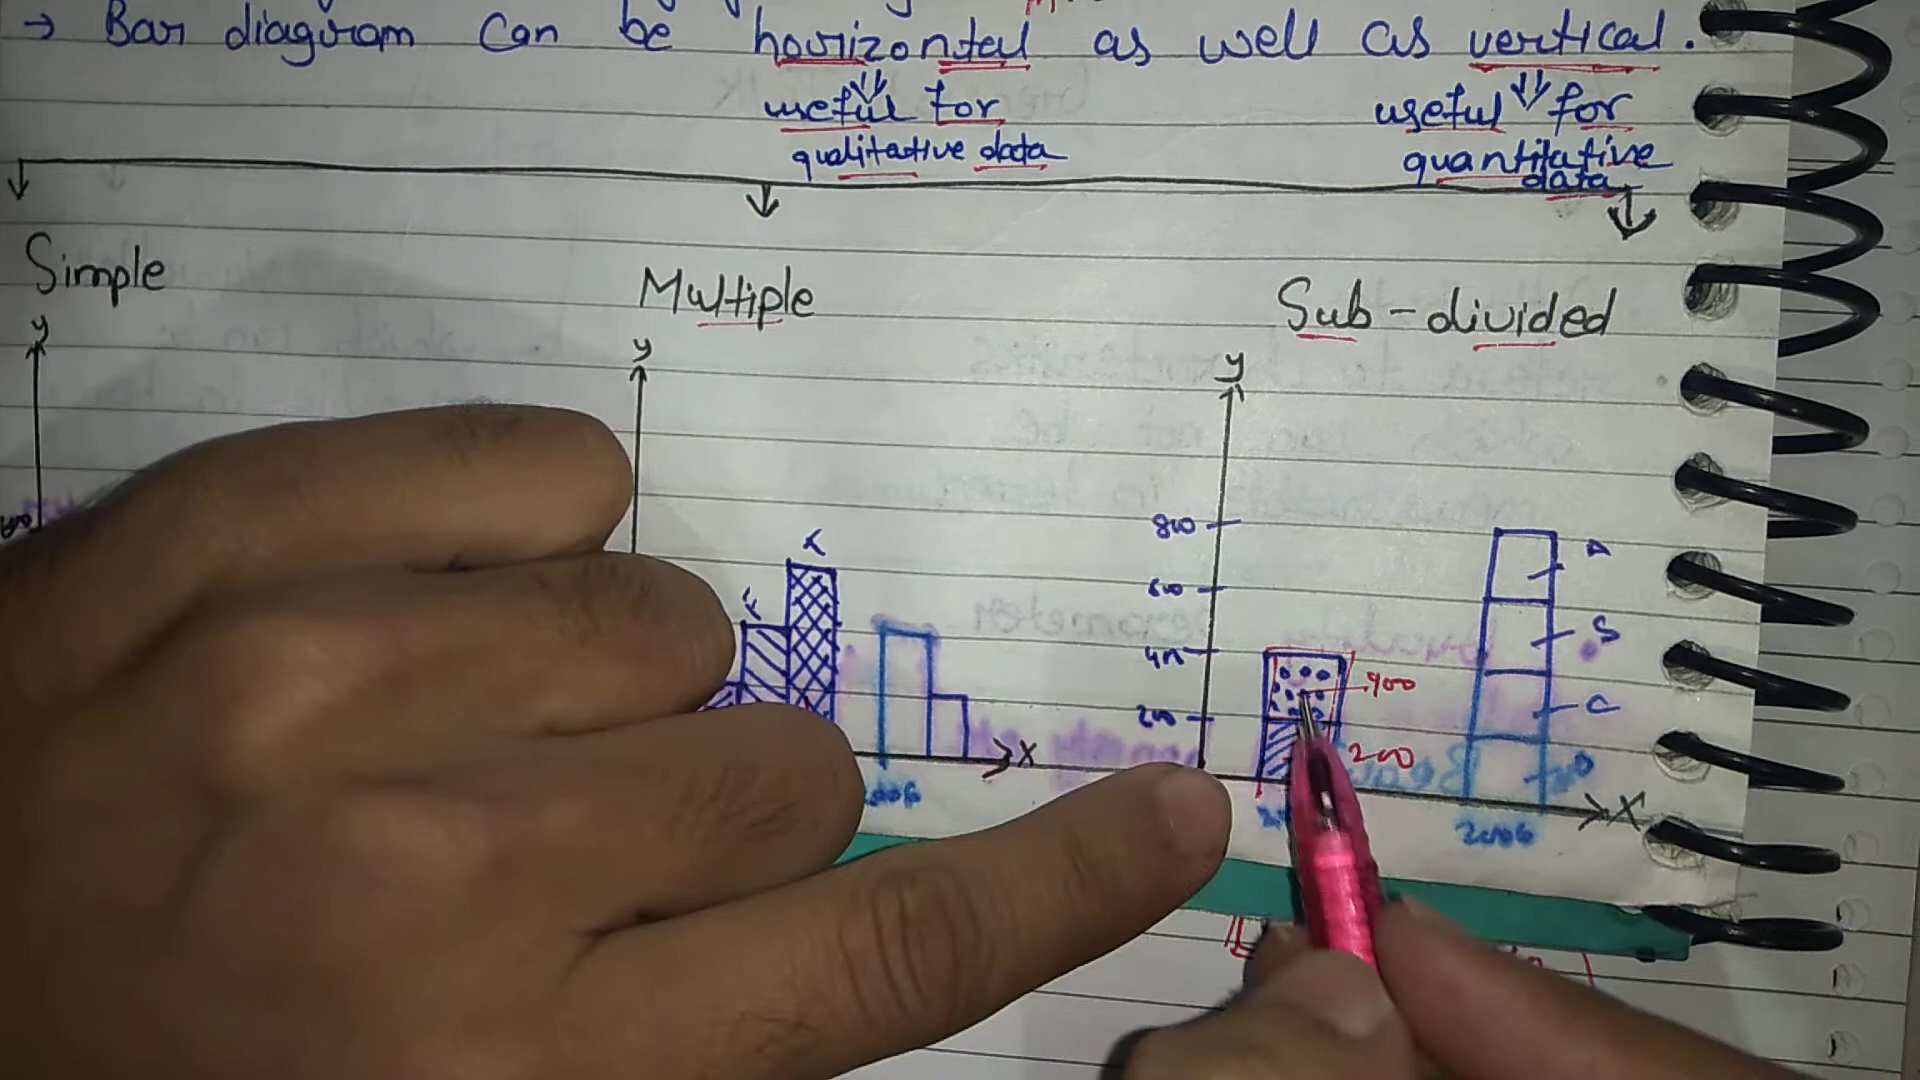 → Bar diagram can be horizontal as well as vertical.
useful for
qualitative data
useful for
quantitative
data
Simple
Multiple
Sub-divided
y
y
y
800
600
400
200
400
200
A
S
C
D
F
X
X
2006
2006